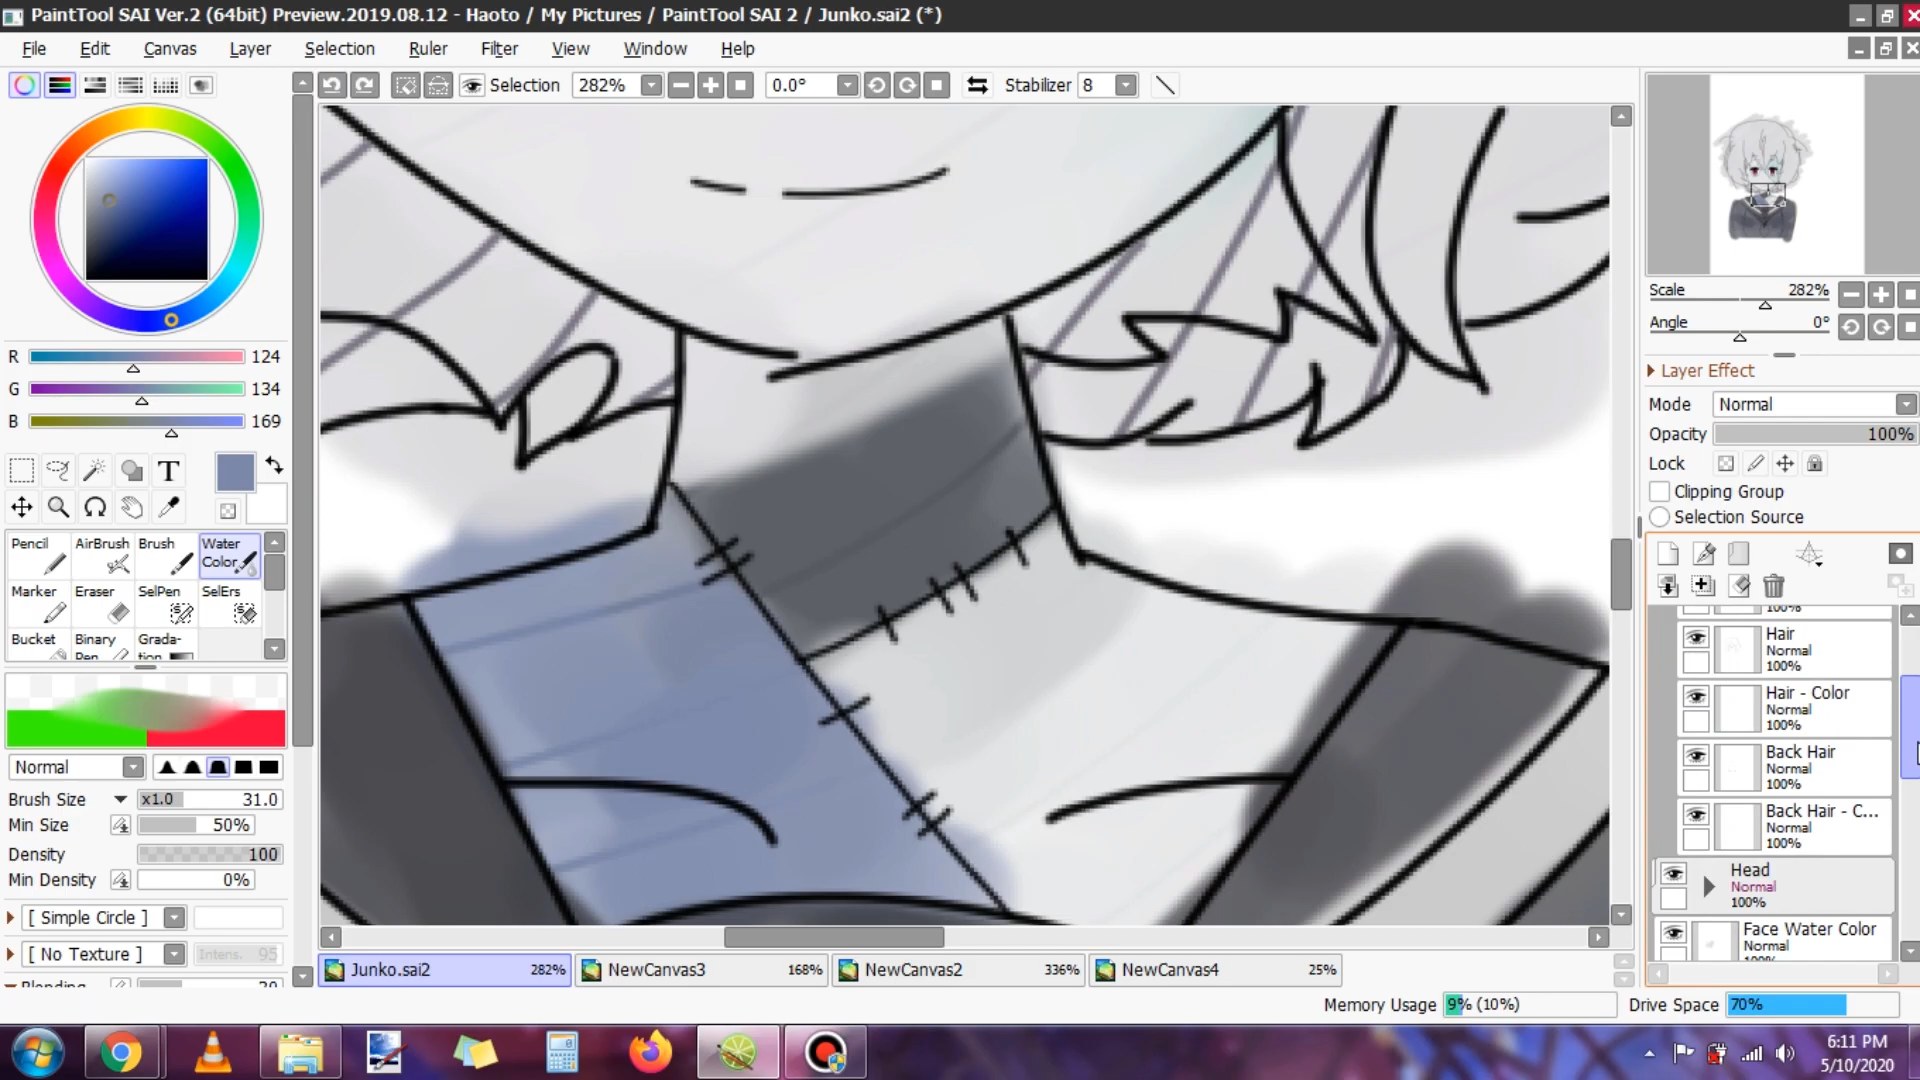 PaintTool SAI Ver.2 (64bit) Preview.2019.08.12 - Haoto / My Pictures / PaintTool SAI 2 / Junko.sai2 (*)
File Edit Canvas Layer Selection Ruler Filter View Window Help
Selection 282% 0.0° Stabilizer 8
Scale 282%
Angle 0°
R 124
G 134
B 169
Layer Effect
Mode Normal
Opacity 100%
Lock
Clipping Group
Selection Source
T
Pencil AirBrush Brush Water Color
Marker Eraser SelPen SelErs
Bucket Binary Pen Grada-tion
Normal
Brush Size x1.0 31.0
Min Size 50%
Density 100
Min Density 0%
[ Simple Circle ]
[ No Texture ] Intens. 95
Blending 20
100%
Hair
Normal
100%
Hair - Color
Normal
100%
Back Hair
Normal
100%
Back Hair - C...
Normal
100%
Head
Normal
100%
Face Water Color
Normal
100%
Junko.sai2 282% NewCanvas3 168% NewCanvas2 336% NewCanvas4 25%
Memory Usage 9% (10%) Drive Space 70%
6:11 PM
5/10/2020